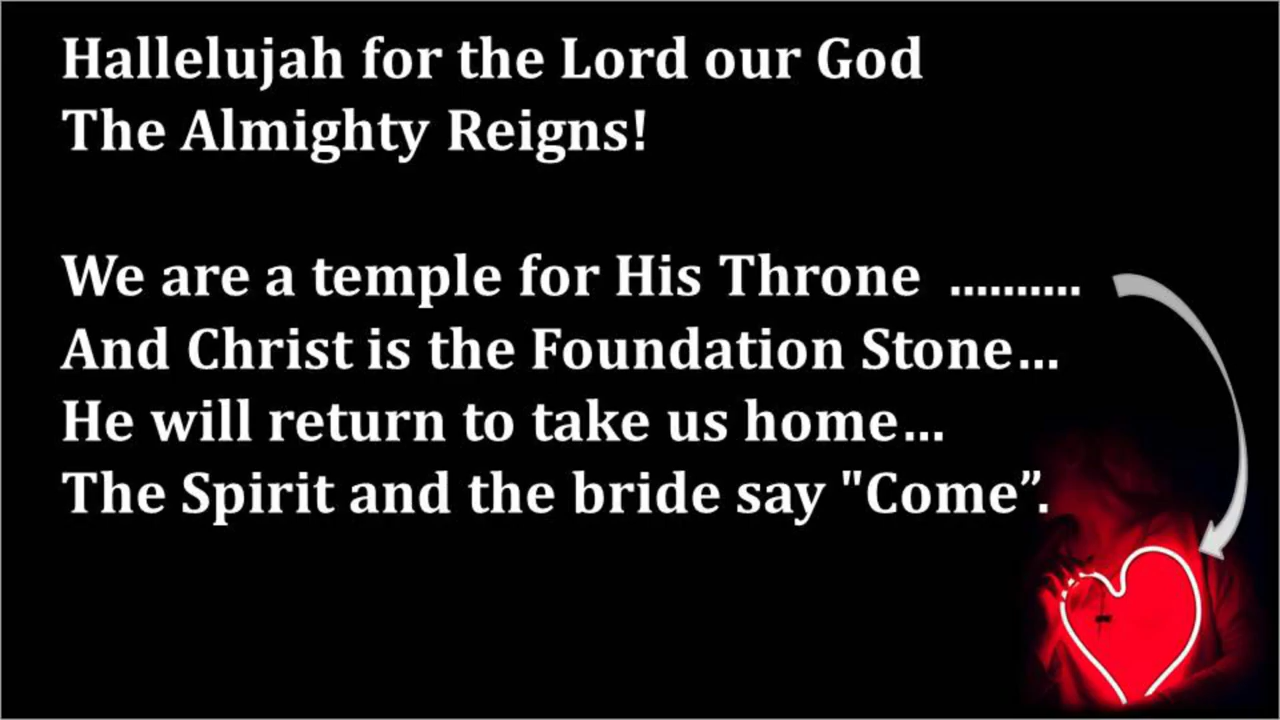 Hallelujah for the Lord our God
The Almighty Reigns!
We are a temple for His Throne ..........
And Christ is the Foundation Stone...
He will return to take us home...
The Spirit and the bride say "Come”.